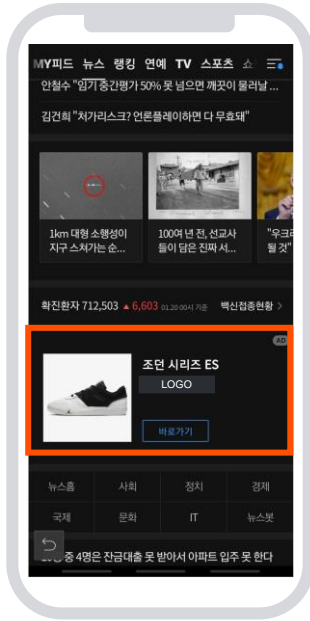 MY피드 뉴스 랭킹 연예 TV 스포츠 쇼
안철수 "임기 중간평가 50% 못 넘으면 깨끗이 물러날 ...
김건희 "처가리스크? 언론플레이하면 다 무효돼"
1km 대형 소행성이
지구 스쳐가는 순...
100여 년 전, 선교사
들이 담은 진짜 서...
"우크라
될 것"
확진환자 712,503 ▲ 6,603 01.20 00시 기준 백신접종현황 >
AD
조던 시리즈 ES
LOGO
바로가기
뉴스홈 사회 정치 경제
국제 문화 IT 뉴스봇
중 4명은 잔금대출 못 받아서 아파트 입주 못 한다